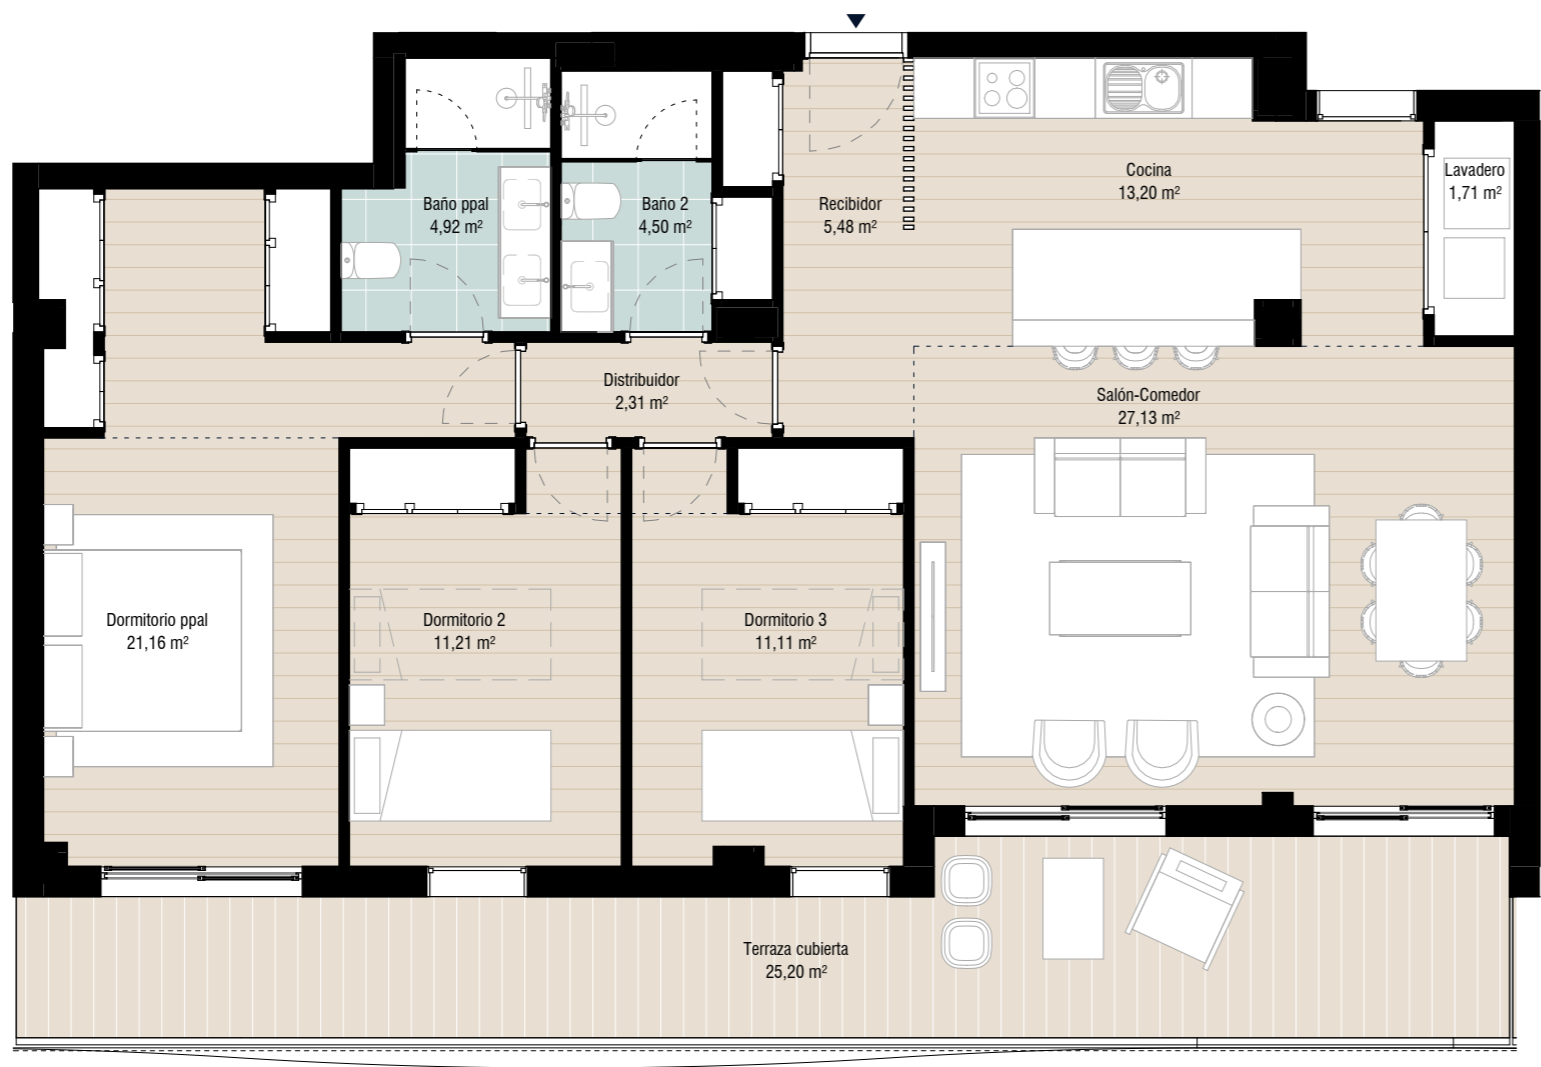 Cocina
13,20 m²
Lavadero
1,71 m²
Baño ppal
4,92 m²
Baño 2
4,50 m²
Recibidor
5,48 m²
Distribuidor
2,31 m²
Salón-Comedor
27,13 m²
Dormitorio ppal
21,16 m²
Dormitorio 2
11,21 m²
Dormitorio 3
11,11 m²
Terraza cubierta
25,20 m²